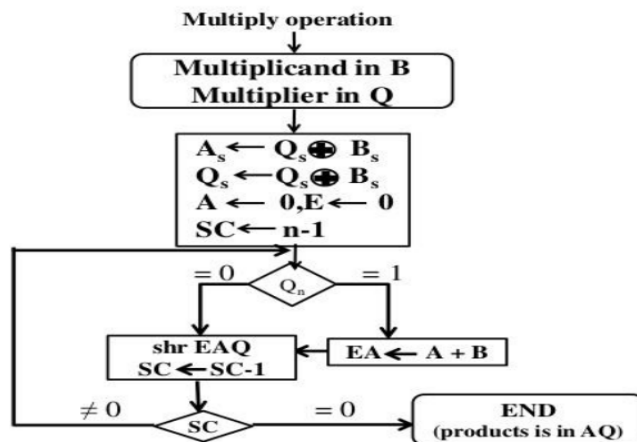 Multiply operation
Multiplicand in B
Multiplier in Q
Aₛ ← Qₛ ⊕ Bₛ
Qₛ ← Qₛ ⊕ Bₛ
A ← 0,E ← 0
SC ← n-1
= 0
= 1
Qₙ
shr EAQ
SC ← SC-1
EA ← A + B
≠ 0
SC
= 0
END
(products is in AQ)